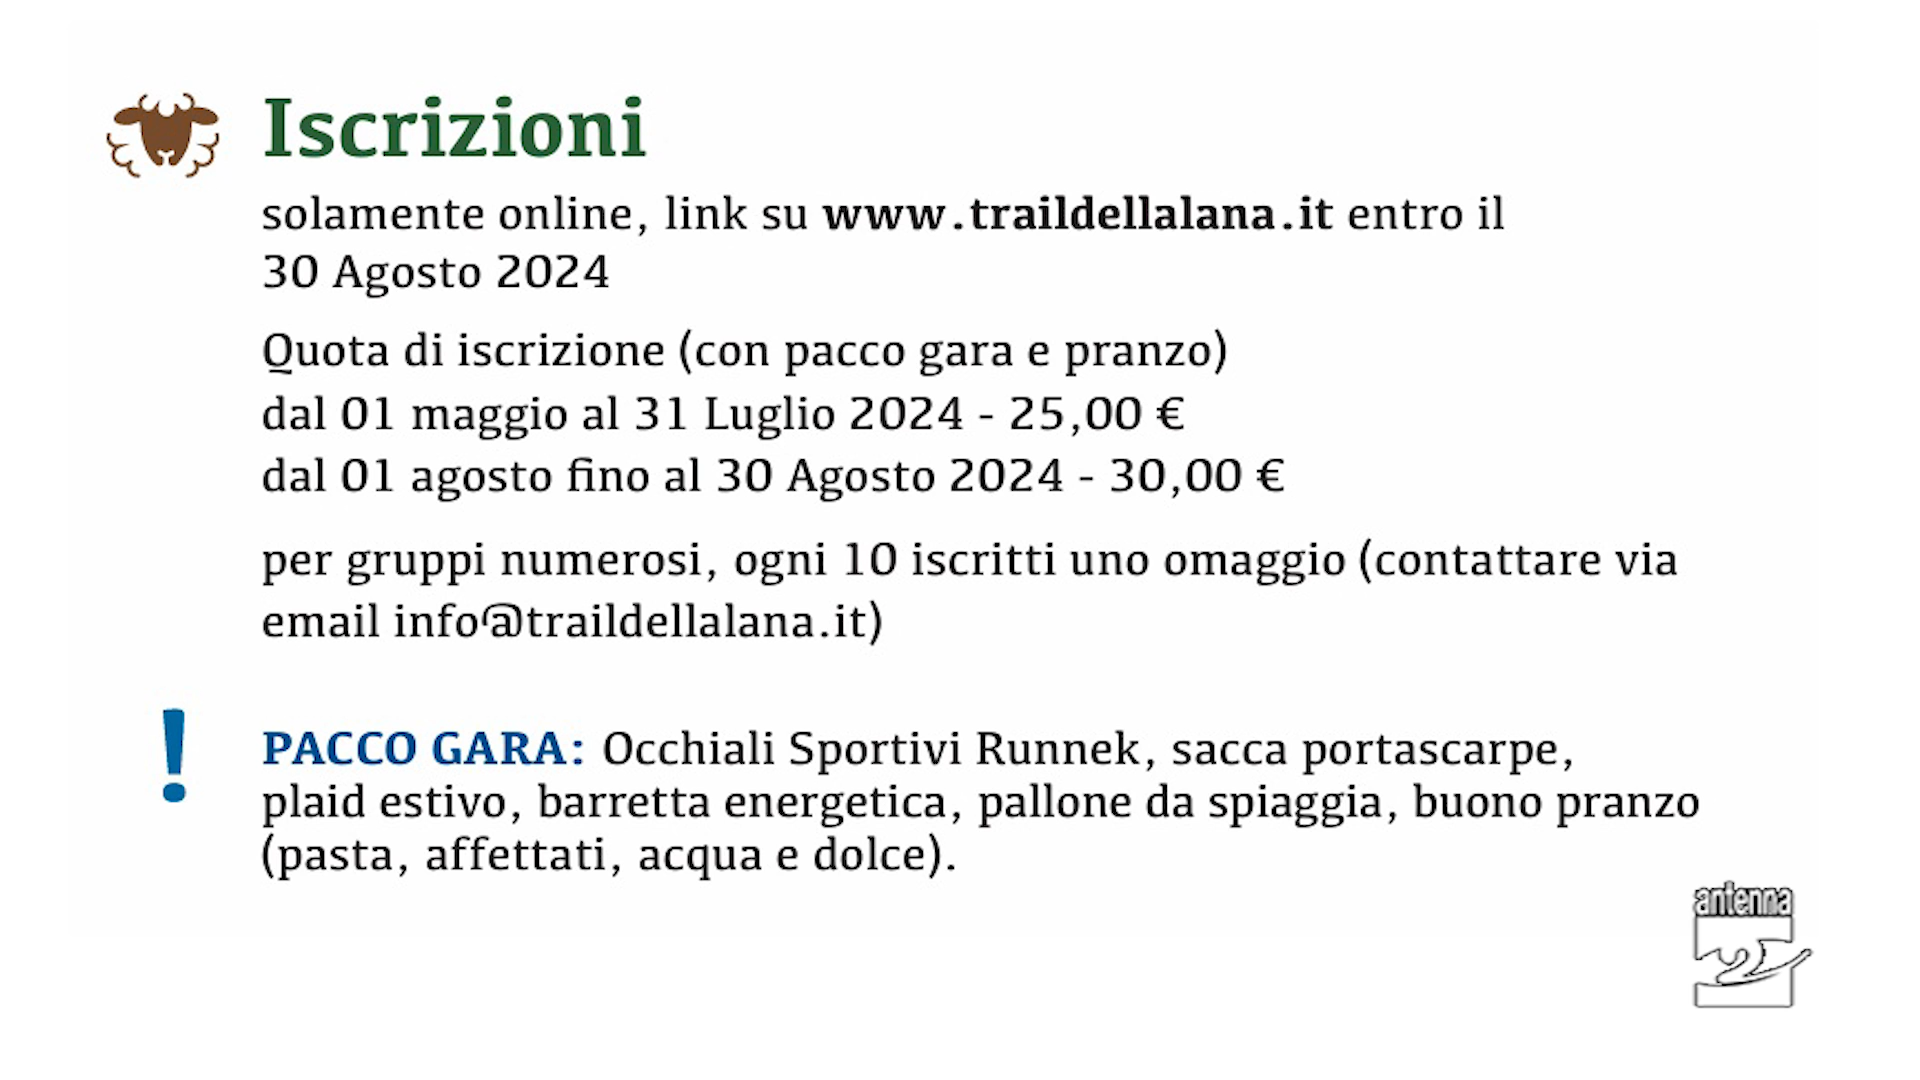 Iscrizioni
solamente online, link su www.traildellalana.it entro il
30 Agosto 2024
Quota di iscrizione (con pacco gara e pranzo)
dal 01 maggio al 31 Luglio 2024 - 25,00 €
dal 01 agosto fino al 30 Agosto 2024 - 30,00 €
per gruppi numerosi, ogni 10 iscritti uno omaggio (contattare via
email info@traildellalana.it)
! PACCO GARA: Occhiali Sportivi Runnek, sacca portascarpe,
plaid estivo, barretta energetica, pallone da spiaggia, buono pranzo
(pasta, affettati, acqua e dolce).
antenna
2